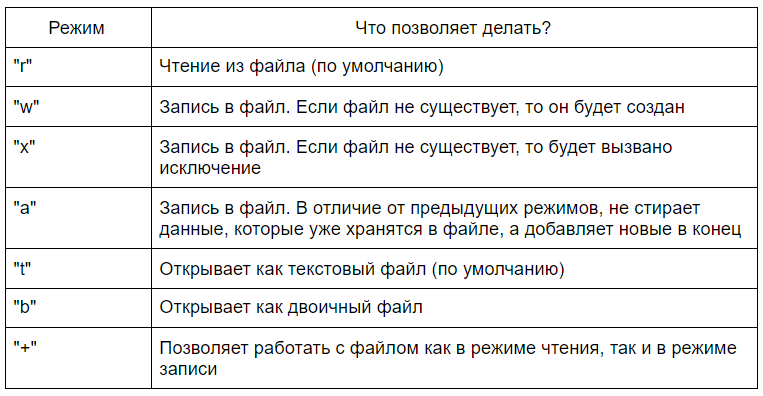 Режим Что позволяет делать?
"r" Чтение из файла (по умолчанию)
"w" Запись в файл. Если файл не существует, то он будет создан
"x" Запись в файл. Если файл не существует, то будет вызвано
исключение
"a" Запись в файл. В отличие от предыдущих режимов, не стирает
данные, которые уже хранятся в файле, а добавляет новые в конец
"t" Открывает как текстовый файл (по умолчанию)
"b" Открывает как двоичный файл
"+" Позволяет работать с файлом как в режиме чтения, так и в режиме
записи